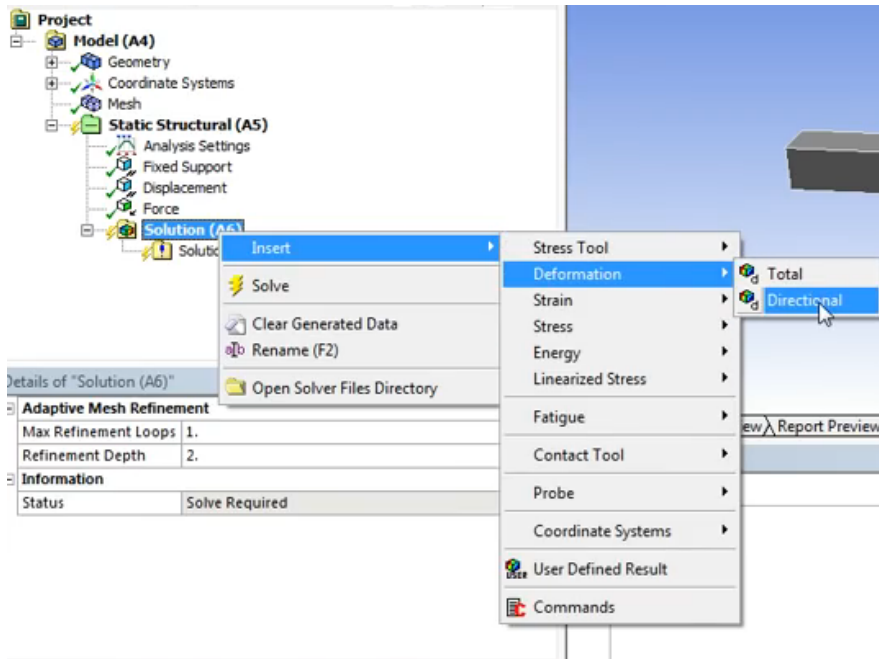 Project
Model (A4)
Geometry
Coordinate Systems
Mesh
Static Structural (A5)
Analysis Settings
Fixed Support
Displacement
Force
Solution (A6)
Insert
Solve
Clear Generated Data
Rename (F2)
Open Solver Files Directory
Stress Tool
Deformation
Strain
Stress
Energy
Linearized Stress
Fatigue
Contact Tool
Probe
Coordinate Systems
User Defined Result
Commands
Total
Directional
Details of "Solution (A6)"
Adaptive Mesh Refinement
Max Refinement Loops 1.
Refinement Depth 2.
Information
Status Solve Required
Report Preview